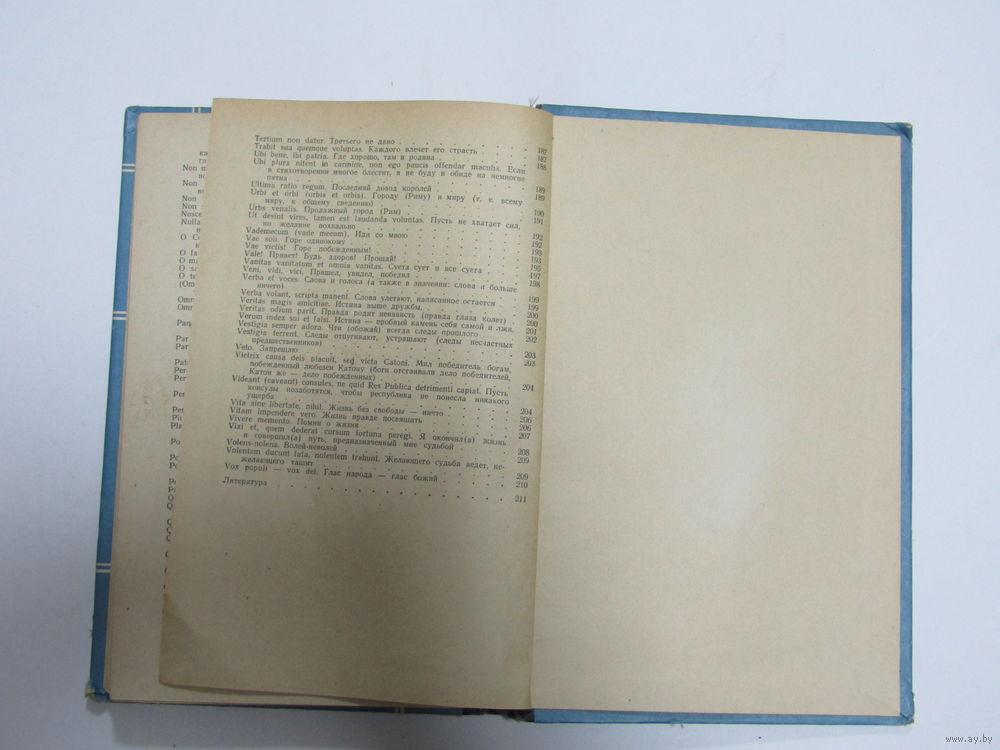 Tertium non datur. Третьего не дано . . . . . . . 187
Trahit sua quemque voluptas. Каждого влечет его страсть . . 187
Ubi bene, ibi patria. Где хорошо, там и родина . . . . . 188
Ubi plura nitent in carmine, non ego paucis offendar maculis. Если
в стихотворении многое блестит, я не буду в обиде на немногие
пятна . . . . . . . . 189
Ultima ratio regum. Последний довод королей . . . . . 189
Urbi et orbi (orbis et orbis). Городу (Риму) и миру (т. е. всему
миру, к общему сведению) . . . . . . . 190
Urbs venalis. Продажный город (Рим) . . . . . . 191
Ut desint vires, tamen est laudanda voluntas. Пусть не хватает сил,
но желание похвально . . . . . . . 192
Vademecum (vade mecum). Иди со мною . . . . . . 192
Vae soli. Горе одинокому . . . . . . . 193
Vae victis! Горе побежденным! . . . . . . . 193
Vale! Привет! Будь здоров! Прощай! . . . . . . 195
Vanitas vanitatum et omnia vanitas. Суета сует и все суета . . . 197
Veni, vidi, vici. Пришел, увидел, победил . . . . . . 198
Verba et voces. Слова и голоса (а также в значении: слова и больше
ничего) . . . . . . . . 199
Verba volant, scripta manent. Слова улетают, написанное остается . . 199
Veritas magis amicitiae. Истина выше дружбы . . . . . 200
Veritas odium parit. Правда родит ненависть (правда глаза колет) . 200
Verum index sui et falsi. Истина — пробный камень себя самой и лжи. 201
Vestigia semper adora. Чти (обожай) всегда следы прошлого . . 202
Vestigia terrent. Следы отпугивают, устрашают (следы несчастных
предшественников) . . . . . . . 203
Veto. Запрещаю . . . . . . . . 203
Victrix causa deis placuit, sed victa Catoni. Мил победитель богам,
побежденный любезен Катону (боги отстаивали дело победителей,
Катон же — дело побежденных) . . . . . . 204
Videant (caveant) consules, ne quid Res Publica detrimenti capiat. Пусть
консулы позаботятся, чтобы республика не понесла никакого
ущерба . . . . . . . . 204
Vita sine libertate, nihil. Жизнь без свободы — ничто . . . . 206
Vitam impendere vero. Жизнь правде посвящать . . . . 206
Vivere memento. Помни о жизни . . . . . . 207
Vixi et, quem dederat cursum fortuna peregi. Я окончил(а) жизнь
и совершил(а) путь, предназначенный мне судьбой . . . 208
Volens-nolens. Волей-неволей . . . . . . . 209
Volentem ducunt fata, nolentem trahunt. Желающего судьба ведет, не-
желающего тащит . . . . . . . 209
Vox populi — vox dei. Глас народа — глас божий . . . . 210
Литература . . . . . . . . 211
Non
Non
Non
Nosce
Nulla
www.ay.by